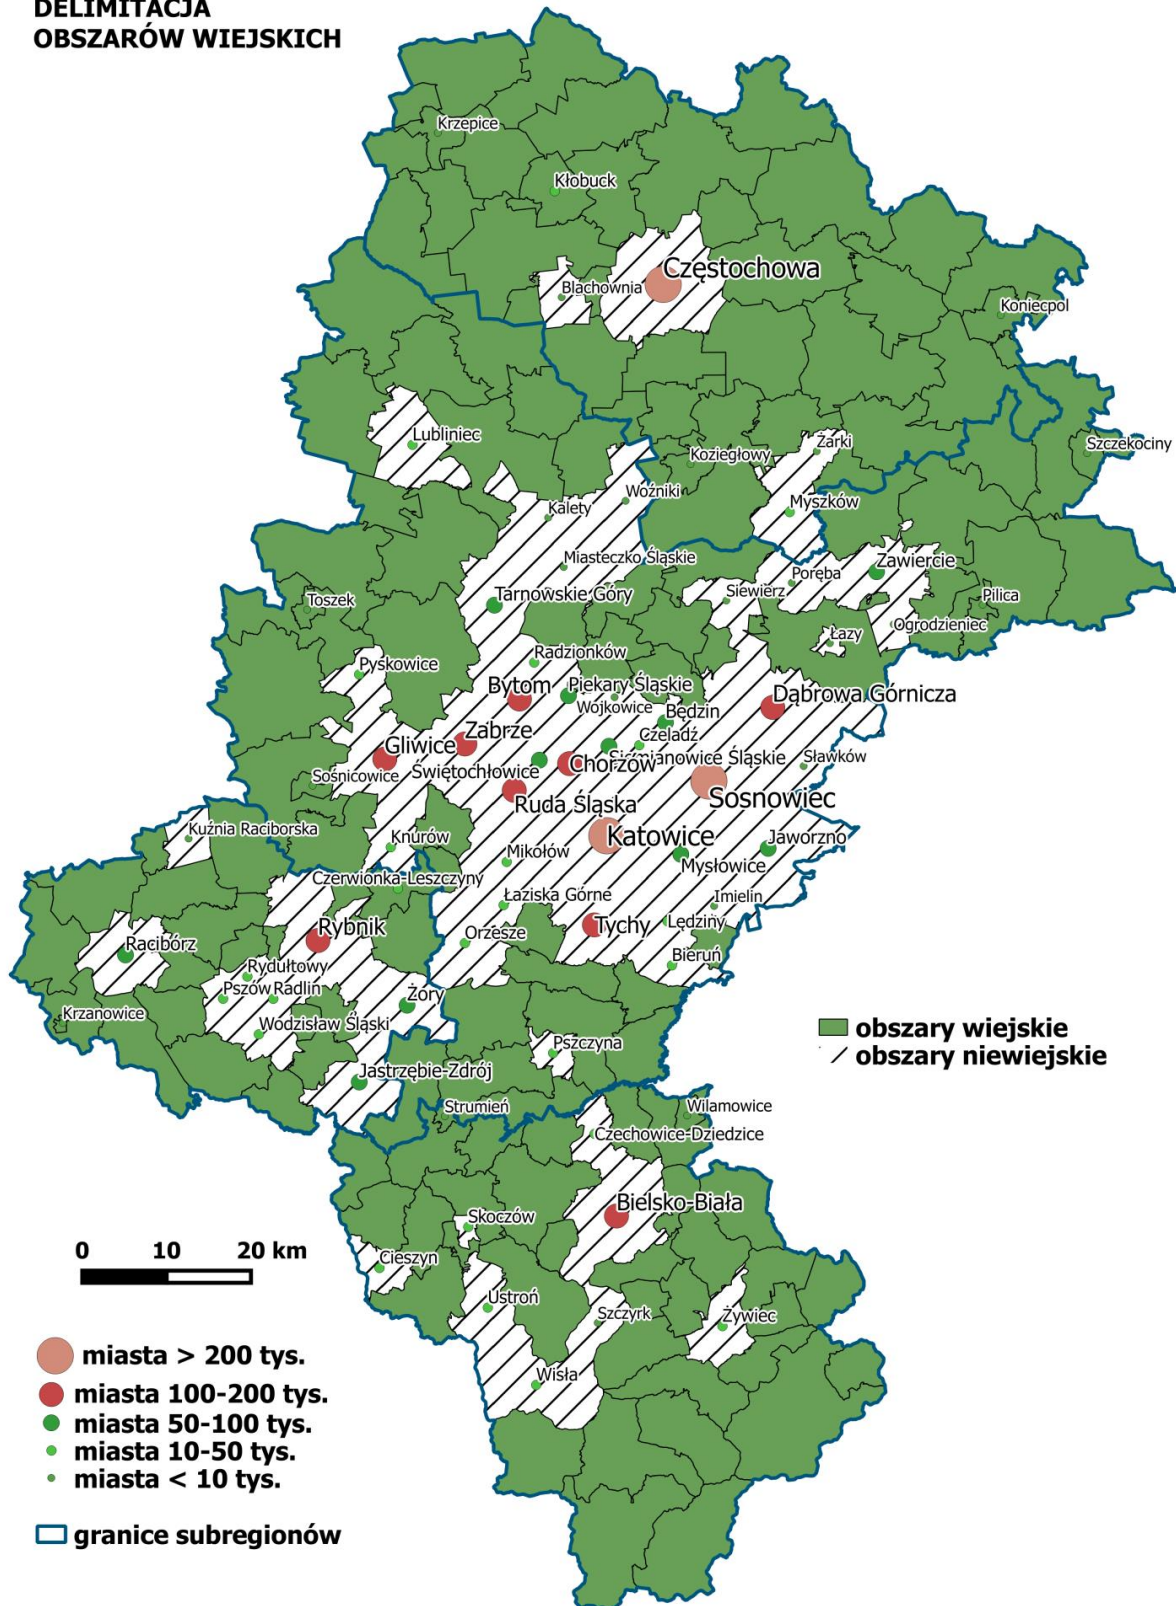 DELIMITACJA
OBSZARÓW WIEJSKICH
Krzepice
Kłobuck
Częstochowa
Blachownia
Koniecpol
Lubliniec
Żarki
Szczekociny
Koziegłowy
Woźniki
Myszków
Kalety
Miasteczko Śląskie
Zawiercie
Poręba
Siewierz
Tarnowskie Góry
Pilica
Toszek
Ogrodzieniec
Łazy
Radzionków
Pyskowice
Bytom
Piekary Śląskie
Dąbrowa Górnicza
Wojkowice
Będzin
Zabrze
Czeladź
Gliwice
Siemianowice Śląskie
Sławków
Chorzów
Świętochłowice
Sośnicowice
Sosnowiec
Ruda Śląska
Kuźnia Raciborska
Katowice
Knurów
Jaworzno
Mikołów
Mysłowice
Czerwionka-Leszczyny
Łaziska Górne
Imielin
Rybnik
Tychy
Lędziny
Orzesze
Racibórz
Bieruń
Rydułtowy
Pszów
Radlin
Żory
Krzanowice
Wodzisław Śląski
obszary wiejskie
Pszczyna
obszary niewiejskie
Jastrzębie-Zdrój
Strumień
Wilamowice
Czechowice-Dziedzice
Bielsko-Biała
Skoczów
0 10 20 km
Cieszyn
Ustroń
Szczyrk
Żywiec
miasta > 200 tys.
Wisła
miasta 100-200 tys.
miasta 50-100 tys.
miasta 10-50 tys.
miasta < 10 tys.
granice subregionów